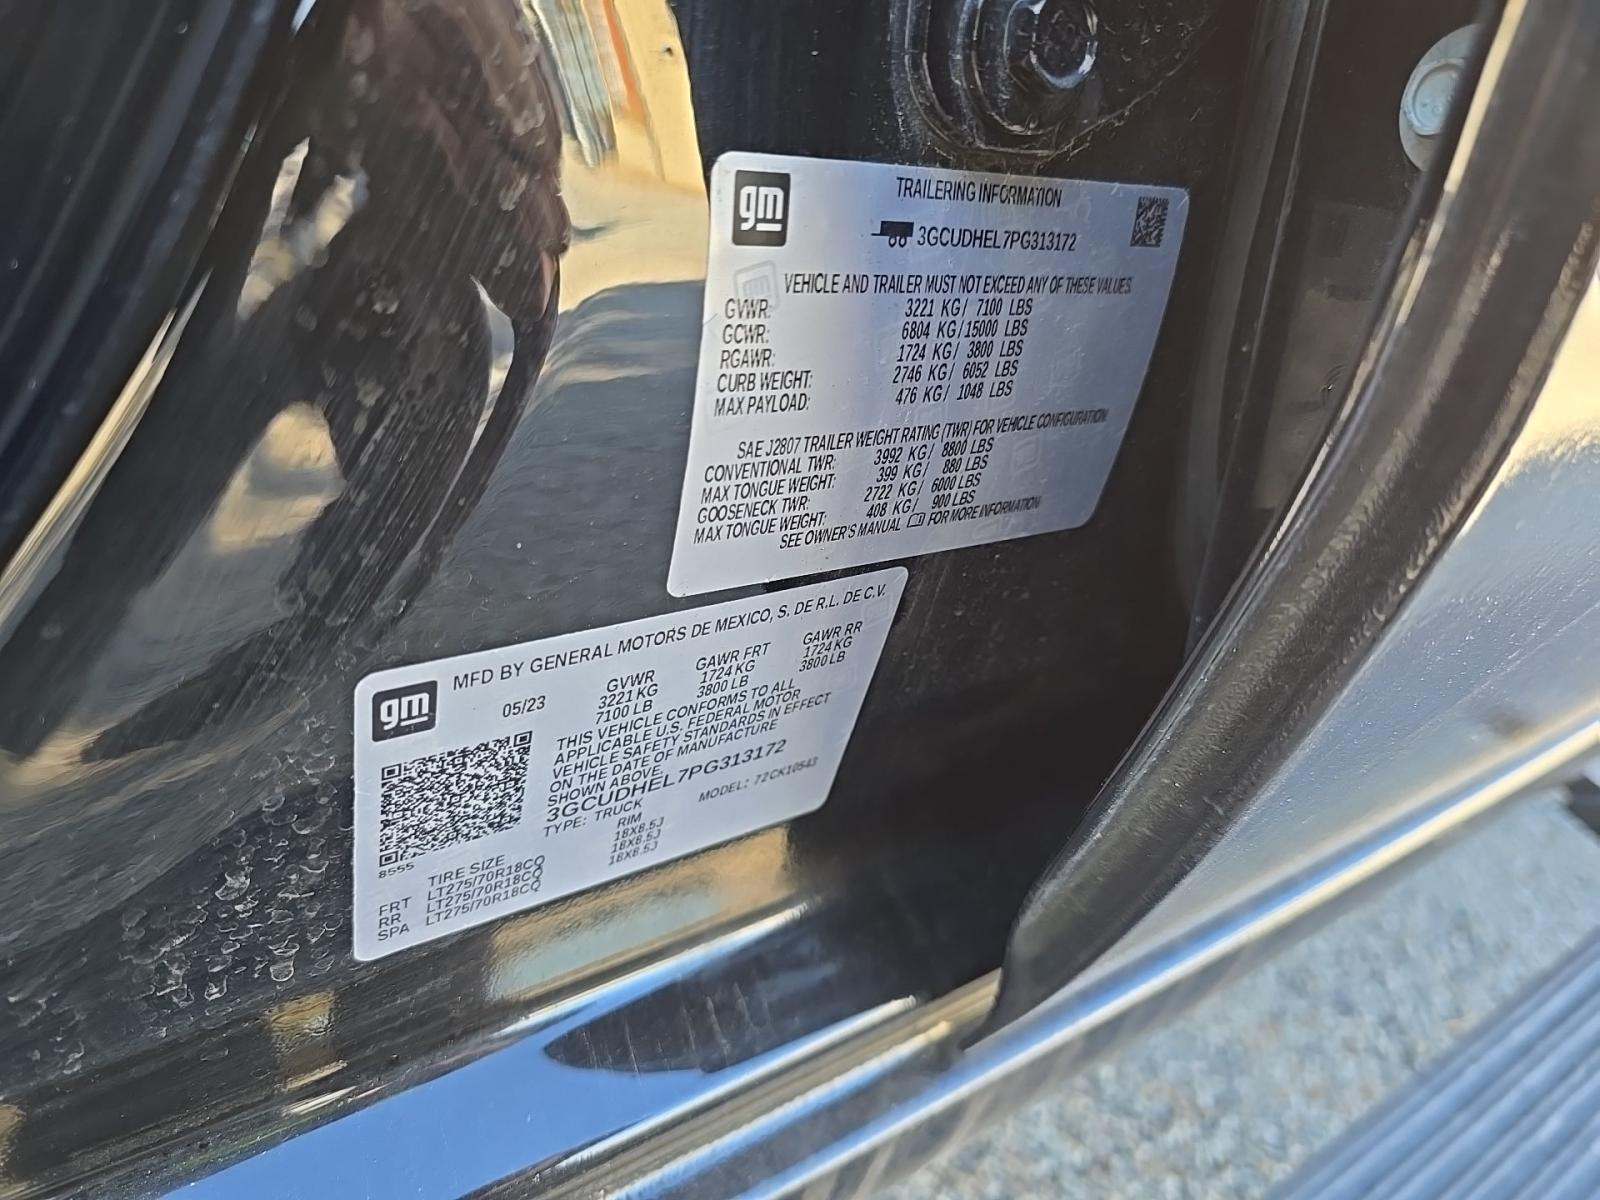 gm
TRAILERING INFORMATION
3GCUDHEL7PG313172
VEHICLE AND TRAILER MUST NOT EXCEED ANY OF THESE VALUES
GVWR: 3221 KG/ 7100 LBS
GCWR: 6804 KG/15000 LBS
RGAWR: 1724 KG/ 3800 LBS
CURB WEIGHT: 2746 KG/ 6052 LBS
MAX PAYLOAD: 476 KG/ 1048 LBS
SAE J2807 TRAILER WEIGHT RATING (TWR) FOR VEHICLE CONFIGURATION
CONVENTIONAL TWR: 3992 KG/ 8800 LBS
MAX TONGUE WEIGHT: 399 KG/ 880 LBS
GOOSENECK TWR: 2722 KG/ 6000 LBS
MAX TONGUE WEIGHT: 408 KG/ 900 LBS
SEE OWNER'S MANUAL FOR MORE INFORMATION
gm
MFD BY GENERAL MOTORS DE MEXICO, S. DE R.L. DE C.V.
05/23 GVWR GAWR FRT GAWR RR
3221 KG 1724 KG 1724 KG
7100 LB 3800 LB 3800 LB
THIS VEHICLE CONFORMS TO ALL
APPLICABLE U.S. FEDERAL MOTOR
VEHICLE SAFETY STANDARDS IN EFFECT
ON THE DATE OF MANUFACTURE
SHOWN ABOVE.
3GCUDHEL7PG313172
TYPE: TRUCK MODEL: 72CK10543
8555
TIRE SIZE RIM
FRT LT275/70R18CQ 18X8.5J
RR LT275/70R18CQ 18X8.5J
SPA LT275/70R18CQ 18X8.5J